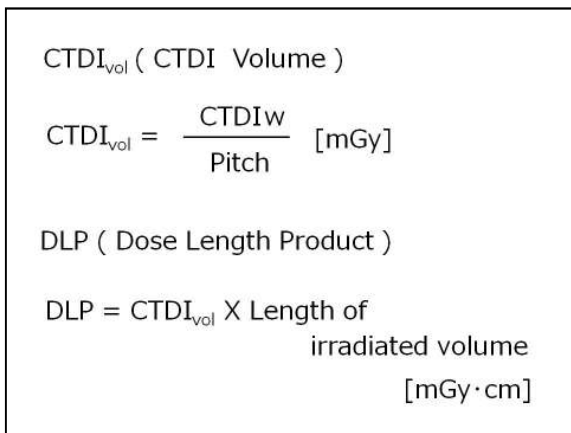 CTDIvol ( CTDI Volume )
CTDIw
CTDIvol = [mGy]
Pitch
DLP ( Dose Length Product )
DLP = CTDIvol X Length of
irradiated volume
[mGy·cm]